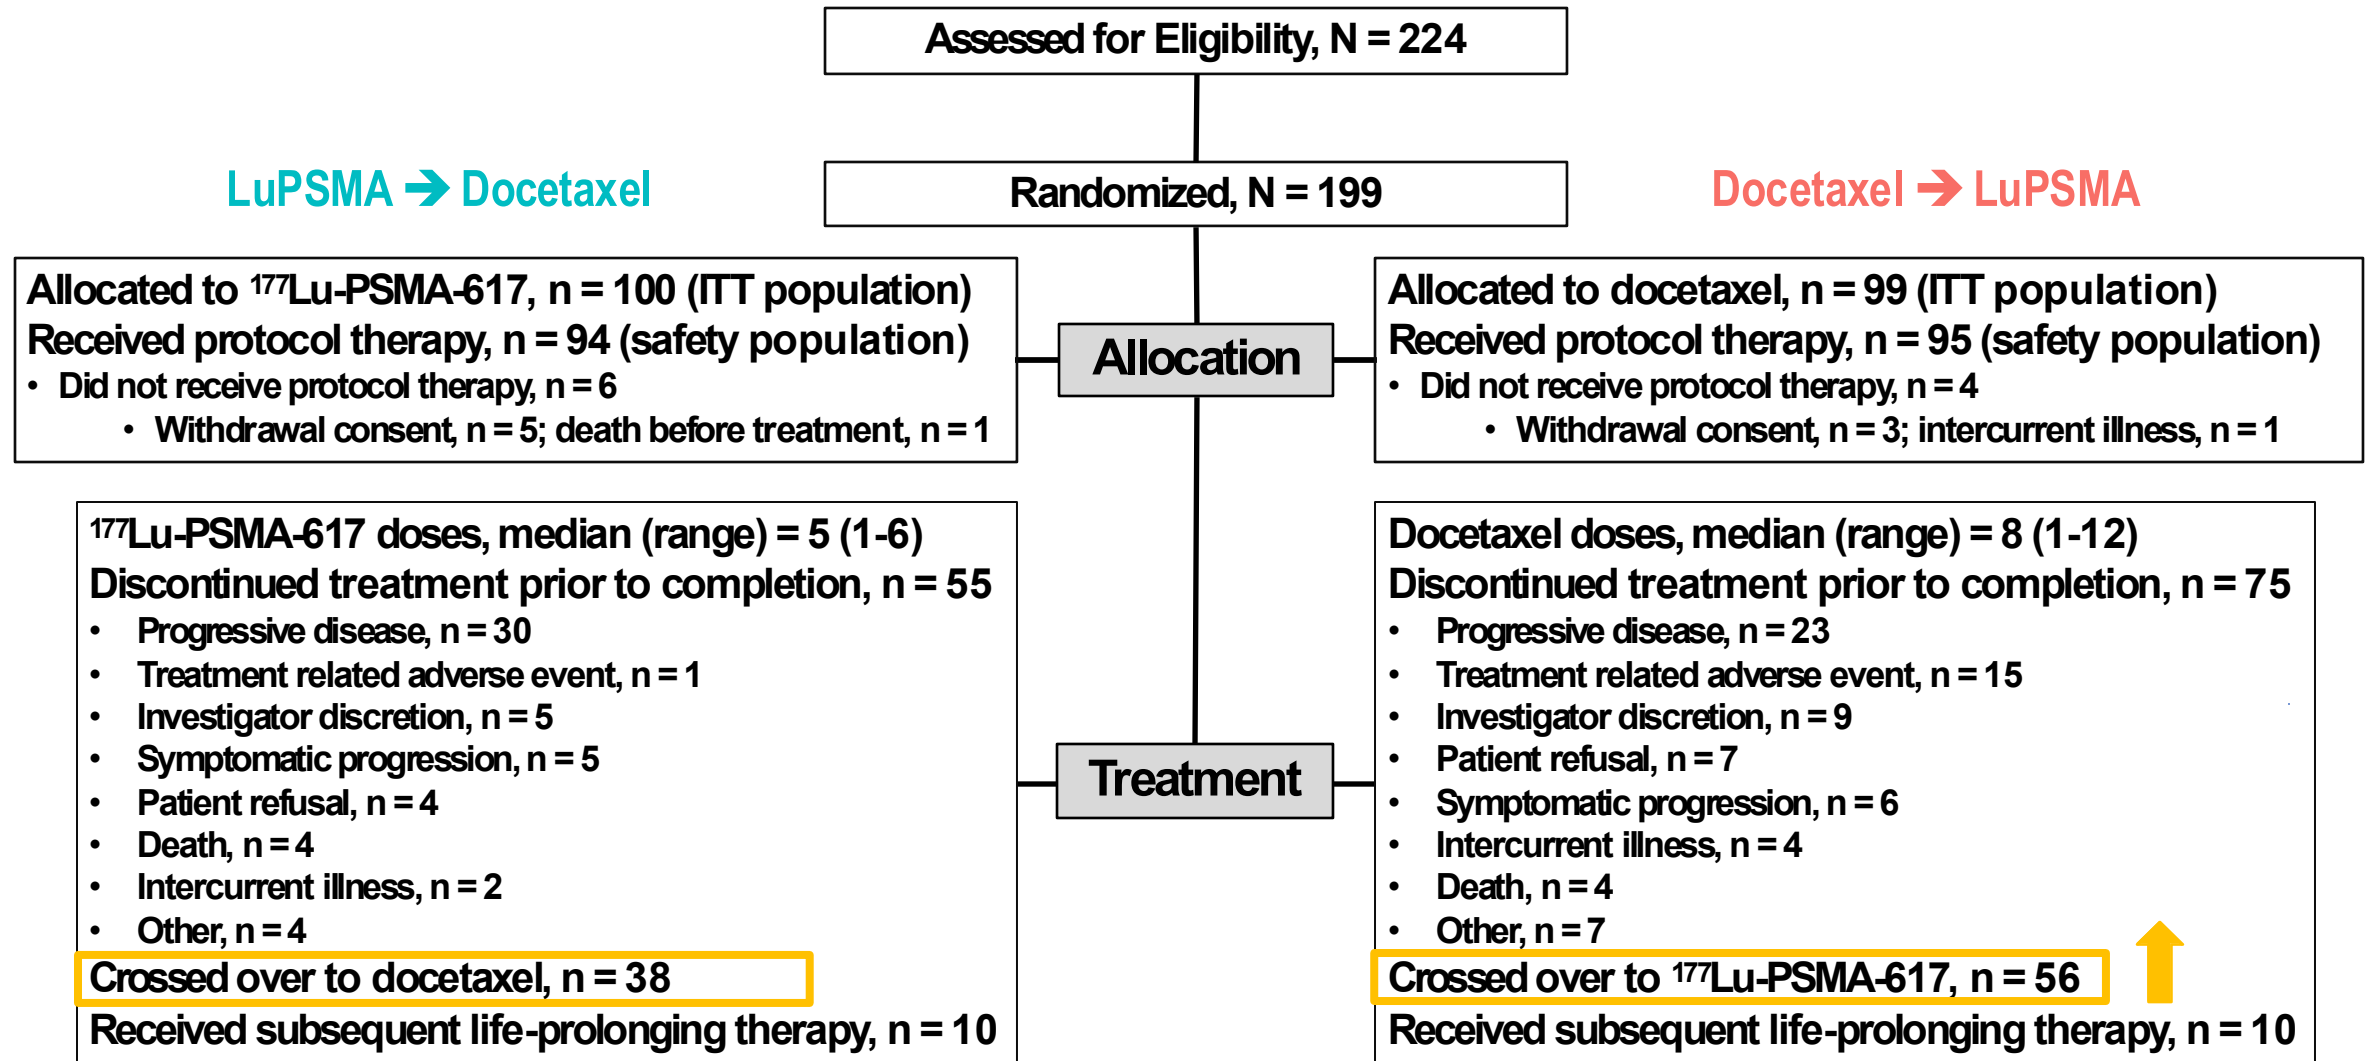 Assessed for Eligibility, N = 224
LuPSMA ➔ Docetaxel
Randomized, N = 199
Docetaxel ➔ LuPSMA
Allocated to ¹⁷⁷Lu-PSMA-617, n = 100 (ITT population)
Received protocol therapy, n = 94 (safety population)
• Did not receive protocol therapy, n = 6
• Withdrawal consent, n = 5; death before treatment, n = 1
Allocation
Allocated to docetaxel, n = 99 (ITT population)
Received protocol therapy, n = 95 (safety population)
• Did not receive protocol therapy, n = 4
• Withdrawal consent, n = 3; intercurrent illness, n = 1
¹⁷⁷Lu-PSMA-617 doses, median (range) = 5 (1-6)
Discontinued treatment prior to completion, n = 55
• Progressive disease, n = 30
• Treatment related adverse event, n = 1
• Investigator discretion, n = 5
• Symptomatic progression, n = 5
• Patient refusal, n = 4
• Death, n = 4
• Intercurrent illness, n = 2
• Other, n = 4
Crossed over to docetaxel, n = 38
Received subsequent life-prolonging therapy, n = 10
Treatment
Docetaxel doses, median (range) = 8 (1-12)
Discontinued treatment prior to completion, n = 75
• Progressive disease, n = 23
• Treatment related adverse event, n = 15
• Investigator discretion, n = 9
• Patient refusal, n = 7
• Symptomatic progression, n = 6
• Intercurrent illness, n = 4
• Death, n = 4
• Other, n = 7
Crossed over to ¹⁷⁷Lu-PSMA-617, n = 56
Received subsequent life-prolonging therapy, n = 10